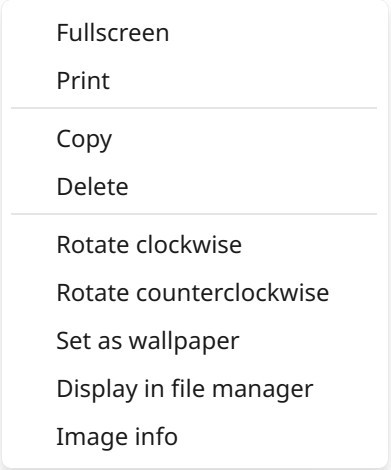 Fullscreen
Print
Copy
Delete
Rotate clockwise
Rotate counterclockwise
Set as wallpaper
Display in file manager
Image info